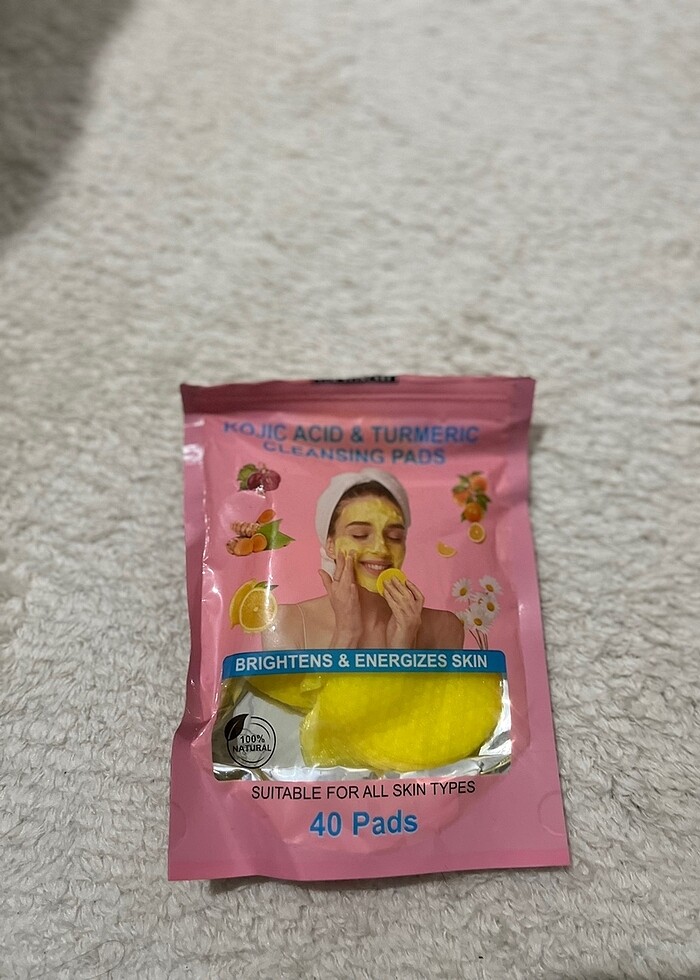 KOJIC ACID & TURMERIC
CLEANSING PADS
BRIGHTENS & ENERGIZES SKIN
100%
NATURAL
SUITABLE FOR ALL SKIN TYPES
40 Pads